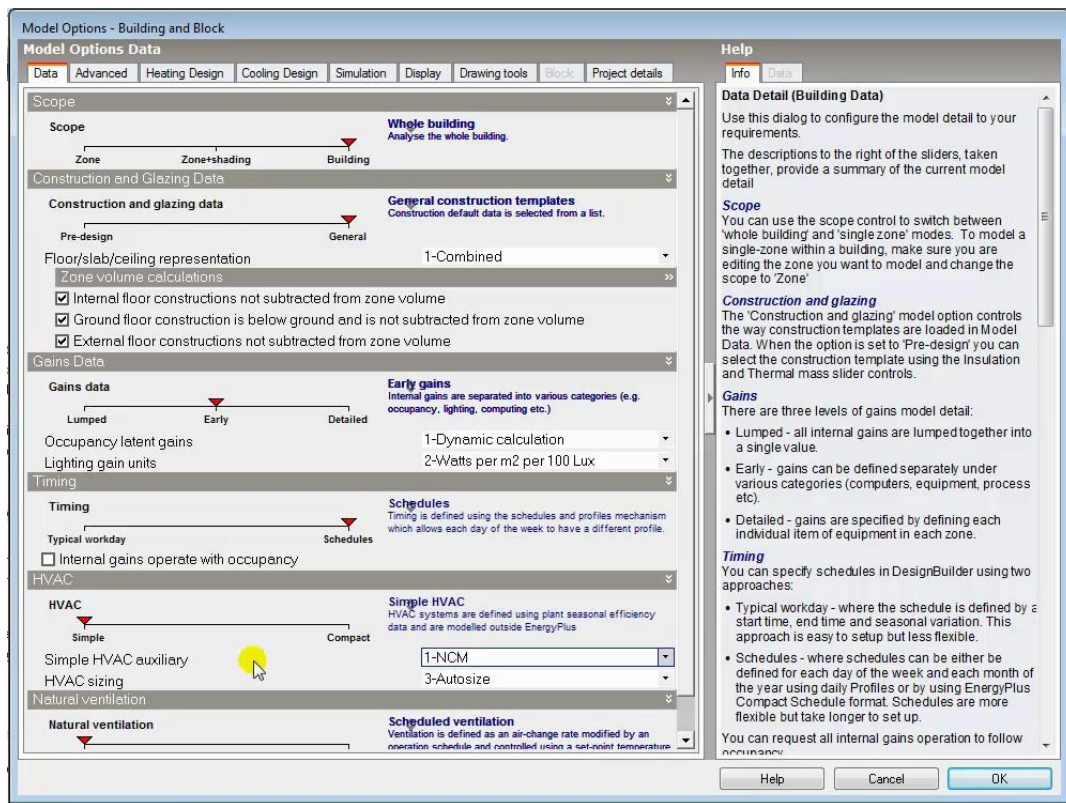 Model Options - Building and Block
Model Options Data
Data
Advanced
Heating Design
Cooling Design
Simulation
Display
Drawing tools
Block
Project details
Scope
Scope
Whole building
Analyse the whole building.
Zone
Zone+shading
Building
Construction and Glazing Data
Construction and glazing data
General construction templates
Construction default data is selected from a list.
Pre-design
General
Floor/slab/ceiling representation
1-Combined
Zone volume calculations
Internal floor constructions not subtracted from zone volume
Ground floor construction is below ground and is not subtracted from zone volume
External floor constructions not subtracted from zone volume
Gains Data
Gains data
Early gains
Internal gains are separated into various categories (e.g.
occupancy, lighting, computing etc.)
Lumped
Early
Detailed
Occupancy latent gains
1-Dynamic calculation
Lighting gain units
2-Watts per m2 per 100 Lux
Timing
Timing
Schedules
Timing is defined using the schedules and profiles mechanism
which allows each day of the week to have a different profile.
Typical workday
Schedules
Internal gains operate with occupancy
HVAC
HVAC
Simple HVAC
HVAC systems are defined using plant seasonal efficiency
data and are modelled outside EnergyPlus
Simple
Compact
Simple HVAC auxiliary
1-NCM
HVAC sizing
3-Autosize
Natural ventilation
Natural ventilation
Scheduled ventilation
Ventilation is defined as an air-change rate modified by an
operation schedule and controlled using a set-point temperature
Help
Info
Data
Data Detail (Building Data)
Use this dialog to configure the model detail to your
requirements.
The descriptions to the right of the sliders, taken
together, provide a summary of the current model
detail
Scope
You can use the scope control to switch between
'whole building' and 'single zone' modes. To model a
single-zone within a building, make sure you are
editing the zone you want to model and change the
scope to 'Zone'
Construction and glazing
The 'Construction and glazing' model option controls
the way construction templates are loaded in Model
Data. When the option is set to 'Pre-design' you can
select the construction template using the Insulation
and Thermal mass slider controls.
Gains
There are three levels of gains model detail:
• Lumped - all internal gains are lumped together into
a single value.
• Early - gains can be defined separately under
various categories (computers, equipment, process
etc).
• Detailed - gains are specified by defining each
individual item of equipment in each zone.
Timing
You can specify schedules in DesignBuilder using two
approaches:
• Typical workday - where the schedule is defined by a
start time, end time and seasonal variation. This
approach is easy to setup but less flexible.
• Schedules - where schedules can be either be
defined for each day of the week and each month of
the year using daily Profiles or by using EnergyPlus
Compact Schedule format. Schedules are more
flexible but take longer to set up.
You can request all internal gains operation to follow
occupancy
Help
Cancel
OK